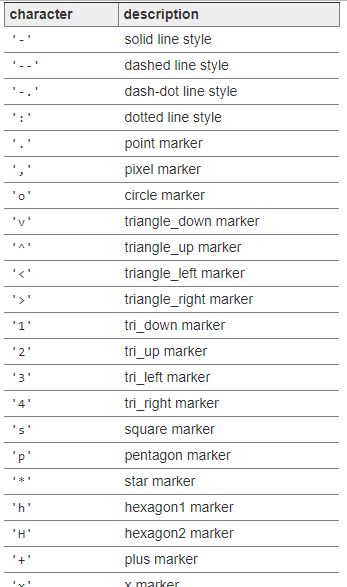 character description
'-' solid line style
'--' dashed line style
'-.' dash-dot line style
':' dotted line style
'.' point marker
',' pixel marker
'o' circle marker
'v' triangle_down marker
'^' triangle_up marker
'<' triangle_left marker
'>' triangle_right marker
'1' tri_down marker
'2' tri_up marker
'3' tri_left marker
'4' tri_right marker
's' square marker
'p' pentagon marker
'*' star marker
'h' hexagon1 marker
'H' hexagon2 marker
'+' plus marker
'x' x marker